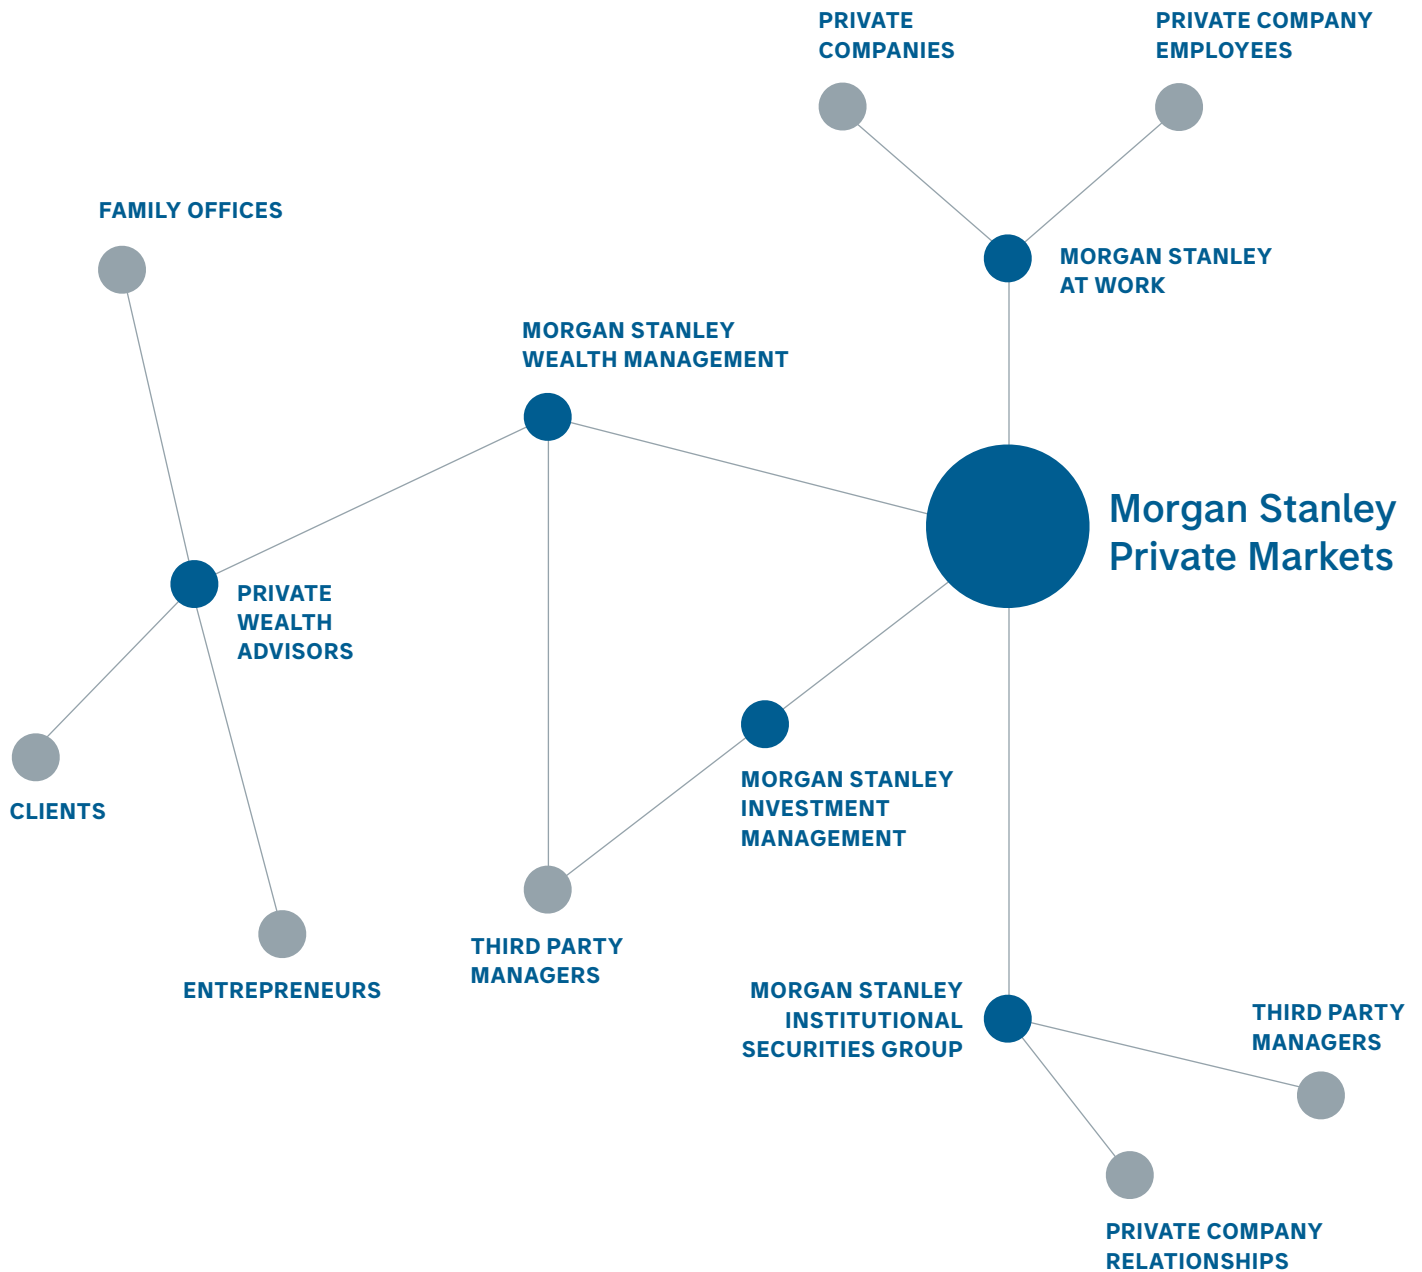 PRIVATE
COMPANIES
PRIVATE COMPANY
EMPLOYEES
FAMILY OFFICES
MORGAN STANLEY
AT WORK
MORGAN STANLEY
WEALTH MANAGEMENT
Morgan Stanley
Private Markets
PRIVATE
WEALTH
ADVISORS
MORGAN STANLEY
INVESTMENT
MANAGEMENT
CLIENTS
THIRD PARTY
MANAGERS
ENTREPRENEURS
MORGAN STANLEY
INSTITUTIONAL
SECURITIES GROUP
THIRD PARTY
MANAGERS
PRIVATE COMPANY
RELATIONSHIPS